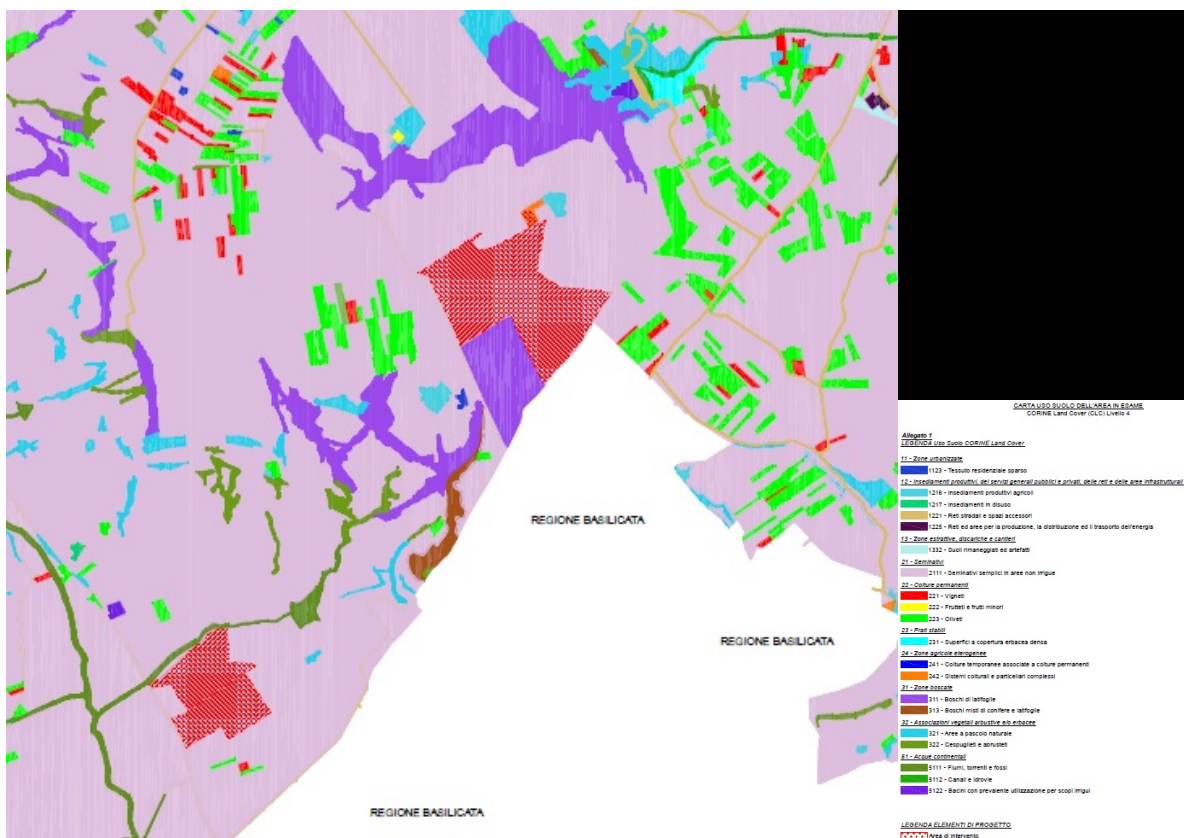 REGIONE BASILICATA
REGIONE BASILICATA
REGIONE BASILICATA
CARTA USO SUOLO DELL'AREA IN ESAME
CORINE Land Cover (CLC) Livello 4
Allegato 1
LEGENDA Uso Suolo CORINE Land Cover
11 - Zone urbanizzate
1123 - Tessuto residenziale sparso
12 - Insediamenti produttivi, dei servizi generali pubblici e privati, delle reti e delle aree infrastrutturali
1216 - Insediamenti produttivi agricoli
1217 - Insediamenti in disuso
1221 - Reti stradali e spazi accessori
1225 - Reti ed aree per la produzione, la distribuzione ed il trasporto dell'energia
13 - Zone estrattive, discariche e cantieri
1332 - Suoli rimaneggiati ed artefatti
21 - Seminativi
2111 - Seminativi semplici in aree non irrigue
22 - Colture permanenti
221 - Vigneti
222 - Frutteti e frutti minori
223 - Oliveti
23 - Prati stabili
231 - Superfici a copertura erbacea densa
24 - Zone agricole eterogenee
241 - Colture temporanee associate a colture permanenti
242 - Sistemi colturali e particellari complessi
31 - Zone boscate
311 - Boschi di latifoglie
313 - Boschi misti di conifere e latifoglie
32 - Associazioni vegetali arbustive e/o erbacee
321 - Aree a pascolo naturale
322 - Cespuglieti e arbusteti
51 - Acque continentali
5111 - Fiumi, torrenti e fossi
5112 - Canali e idrovie
5122 - Bacini con prevalente utilizzazione per scopi irrigui
LEGENDA ELEMENTI DI PROGETTO
Area di intervento